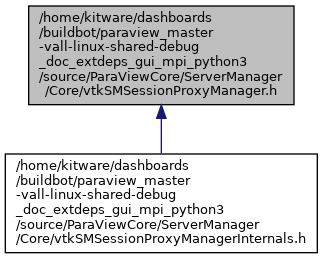 /home/kitware/dashboards
/buildbot/paraview_master
-vall-linux-shared-debug
_doc_extdeps_gui_mpi_python3
/source/ParaViewCore/ServerManager
/Core/vtkSMSessionProxyManager.h
/home/kitware/dashboards
/buildbot/paraview_master
-vall-linux-shared-debug
_doc_extdeps_gui_mpi_python3
/source/ParaViewCore/ServerManager
/Core/vtkSMSessionProxyManagerInternals.h